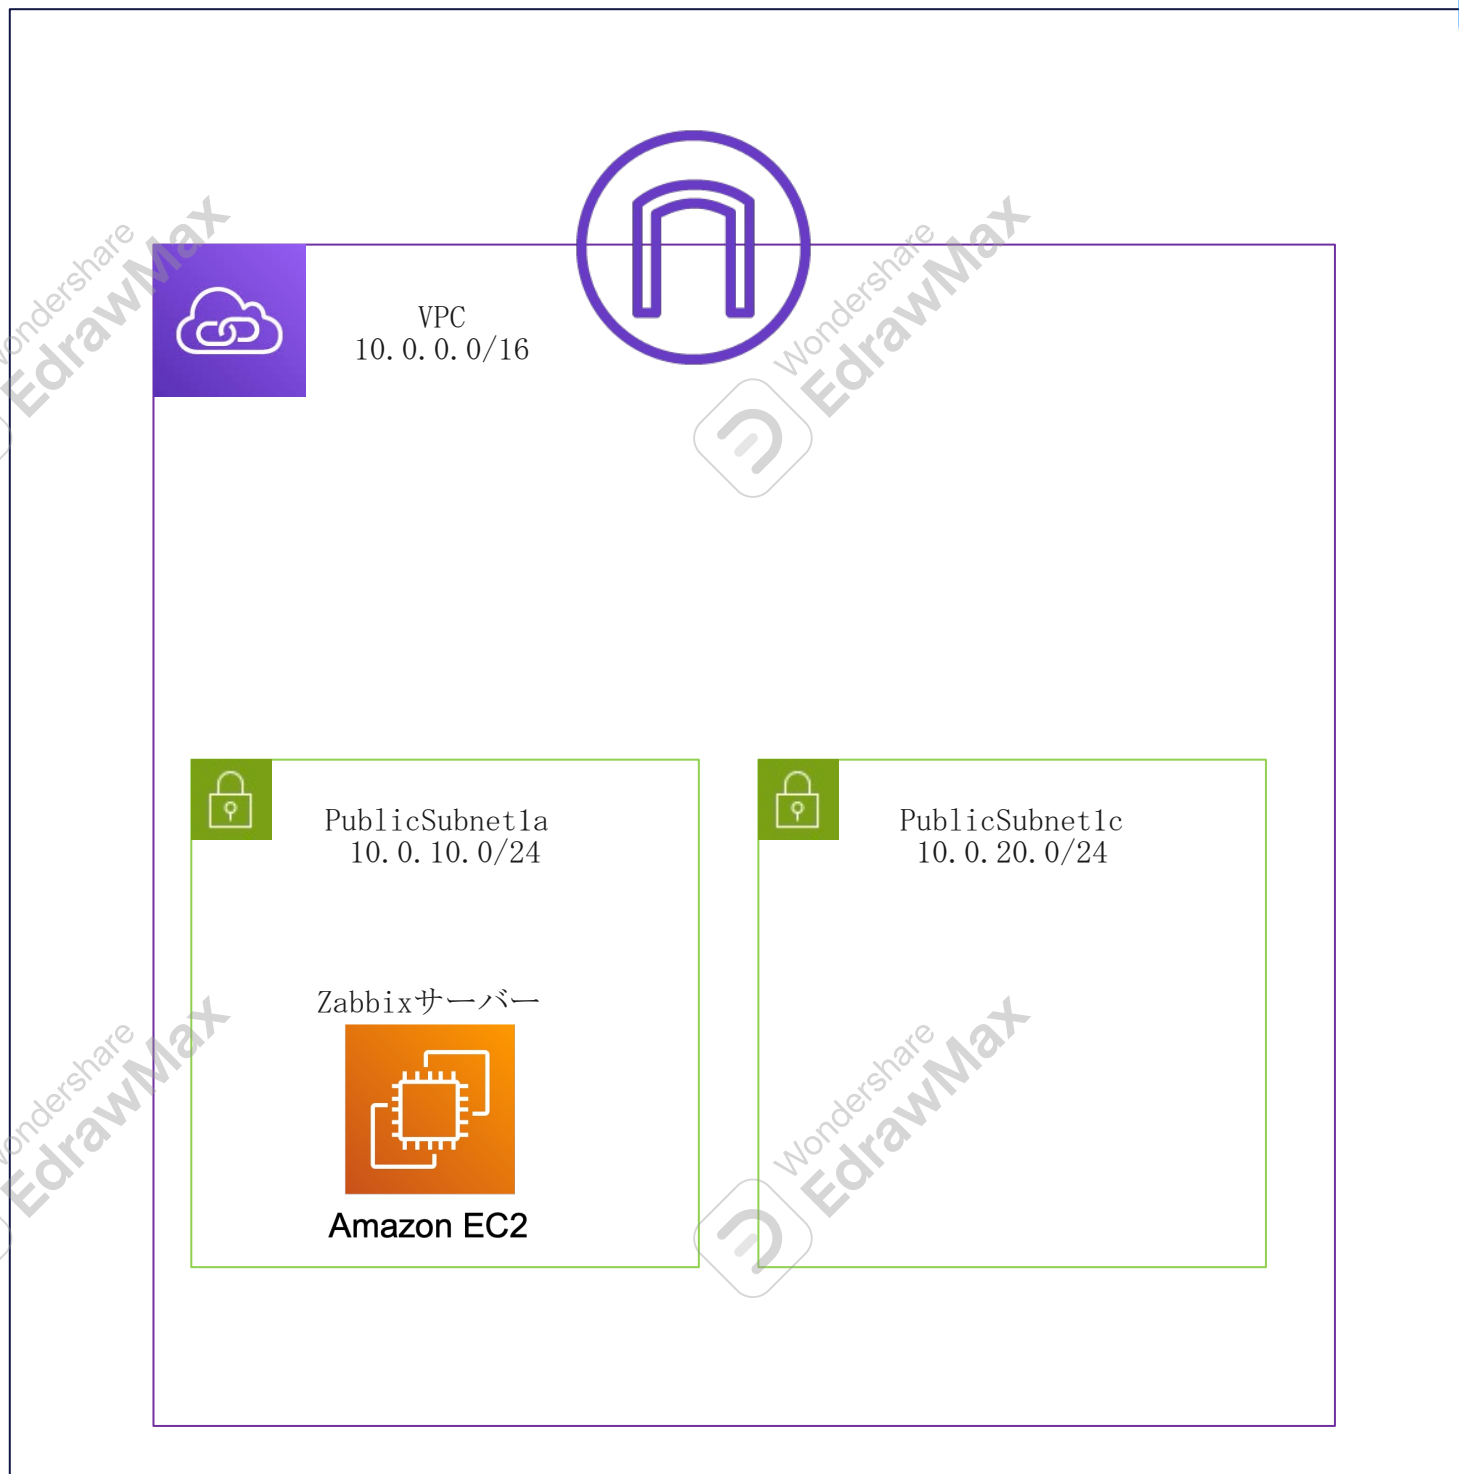 VPC
10.0.0.0/16
PublicSubnet1a
10.0.10.0/24
PublicSubnet1c
10.0.20.0/24
Zabbixサーバー
Amazon EC2
Wondershare
EdrawMax
Wondershare
EdrawMax
Wondershare
EdrawMax
Wondershare
EdrawMax